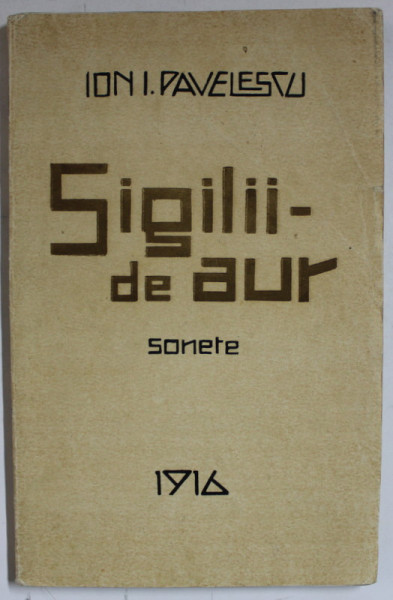 ION I. PAVELESCU
Sigilii-
de aur
sonete
1916